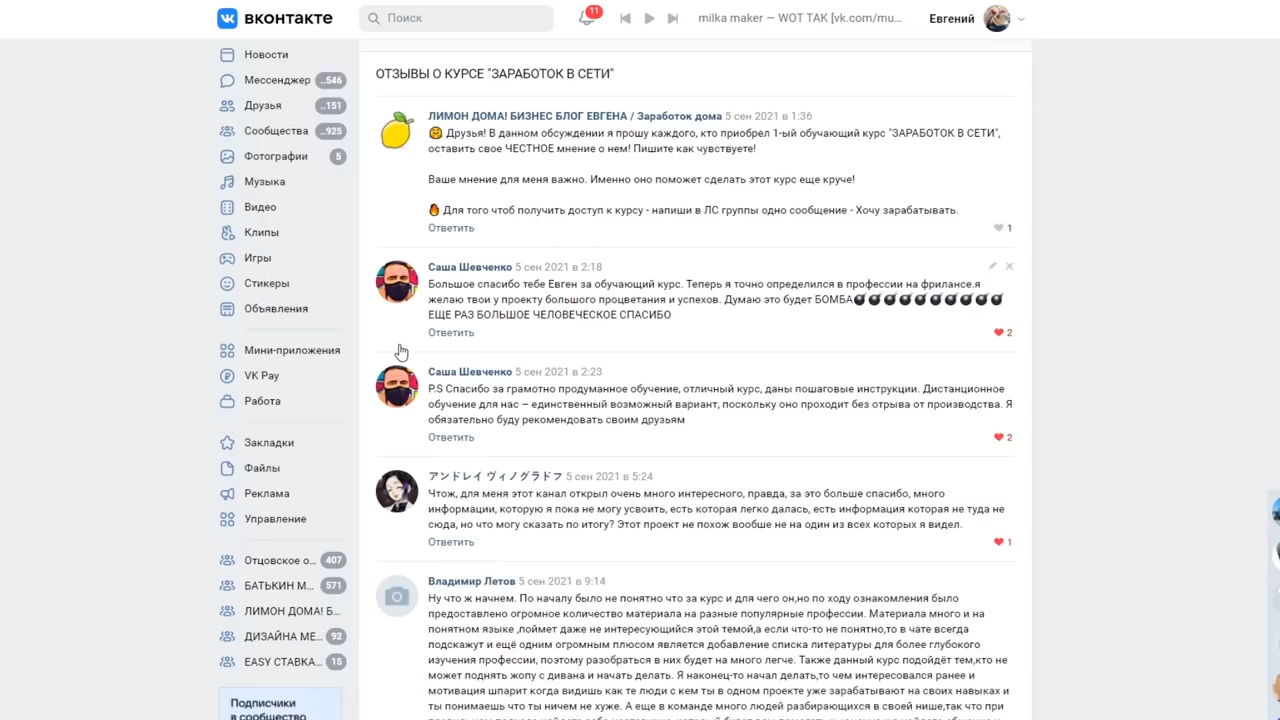 вконтакте
Поиск
11
milka maker — WOT TAK [vk.com/mu...
Евгений
Новости
Мессенджер ..546
Друзья ..151
Сообщества ..925
Фотографии 5
Музыка
Видео
Клипы
Игры
Стикеры
Объявления
Мини-приложения
VK Pay
Работа
Закладки
Файлы
Реклама
Управление
Отцовское о... 407
БАТЬКИН М... 571
ЛИМОН ДОМА! Б...
ДИЗАЙНА МЕ... 92
EASY СТАВКА... 15
Подписчики
в сообщество
ОТЗЫВЫ О КУРСЕ "ЗАРАБОТОК В СЕТИ"
ЛИМОН ДОМА! БИЗНЕС БЛОГ ЕВГЕНА / Заработок дома 5 сен 2021 в 1:36
🤗 Друзья! В данном обсуждении я прошу каждого, кто приобрел 1-ый обучающий курс "ЗАРАБОТОК В СЕТИ",
оставить свое ЧЕСТНОЕ мнение о нем! Пишите как чувствуете!
Ваше мнение для меня важно. Именно оно поможет сделать этот курс еще круче!
🔥 Для того чтоб получить доступ к курсу - напиши в ЛС группы одно сообщение - Хочу зарабатывать.
Ответить
1
Саша Шевченко 5 сен 2021 в 2:18
Большое спасибо тебе Евген за обучающий курс. Теперь я точно определился в профессии на фрилансе.я
желаю твои у проекту большого процветания и успехов. Думаю это будет БОМБА💣💣💣💣💣💣💣💣💣💣
ЕЩЕ РАЗ БОЛЬШОЕ ЧЕЛОВЕЧЕСКОЕ СПАСИБО
Ответить
2
Саша Шевченко 5 сен 2021 в 2:23
P.S Спасибо за грамотно продуманное обучение, отличный курс, даны пошаговые инструкции. Дистанционное
обучение для нас – единственный возможный вариант, поскольку оно проходит без отрыва от производства. Я
обязательно буду рекомендовать своим друзьям
Ответить
2
アンドレイ ヴィノグラドフ 5 сен 2021 в 5:24
Чтож, для меня этот канал открыл очень много интересного, правда, за это больше спасибо, много
информации, которую я пока не могу усвоить, есть которая легко далась, есть информация которая не туда не
сюда, но что могу сказать по итогу? Этот проект не похож вообще не на один из всех которых я видел.
Ответить
1
Владимир Летов 5 сен 2021 в 9:14
Ну что ж начнем. По началу было не понятно что за курс и для чего он,но по ходу ознакомления было
предоставлено огромное количество материала на разные популярные профессии. Материала много и на
понятном языке ,поймет даже не интересующийся этой темой,а если что-то не понятно,то в чате всегда
подскажут и ещё одним огромным плюсом является добавление списка литературы для более глубокого
изучения профессии, поэтому разобраться в них будет на много легче. Также данный курс подойдёт тем,кто не
может поднять жопу с дивана и начать делать. Я наконец-то начал делать,то чем интересовался ранее и
мотивация шпарит когда видишь как те люди с кем ты в одном проекте уже зарабатывают на своих навыках и
ты понимаешь что ты ничем не хуже. А еще в команде много людей разбирающихся в своей нише,так что при